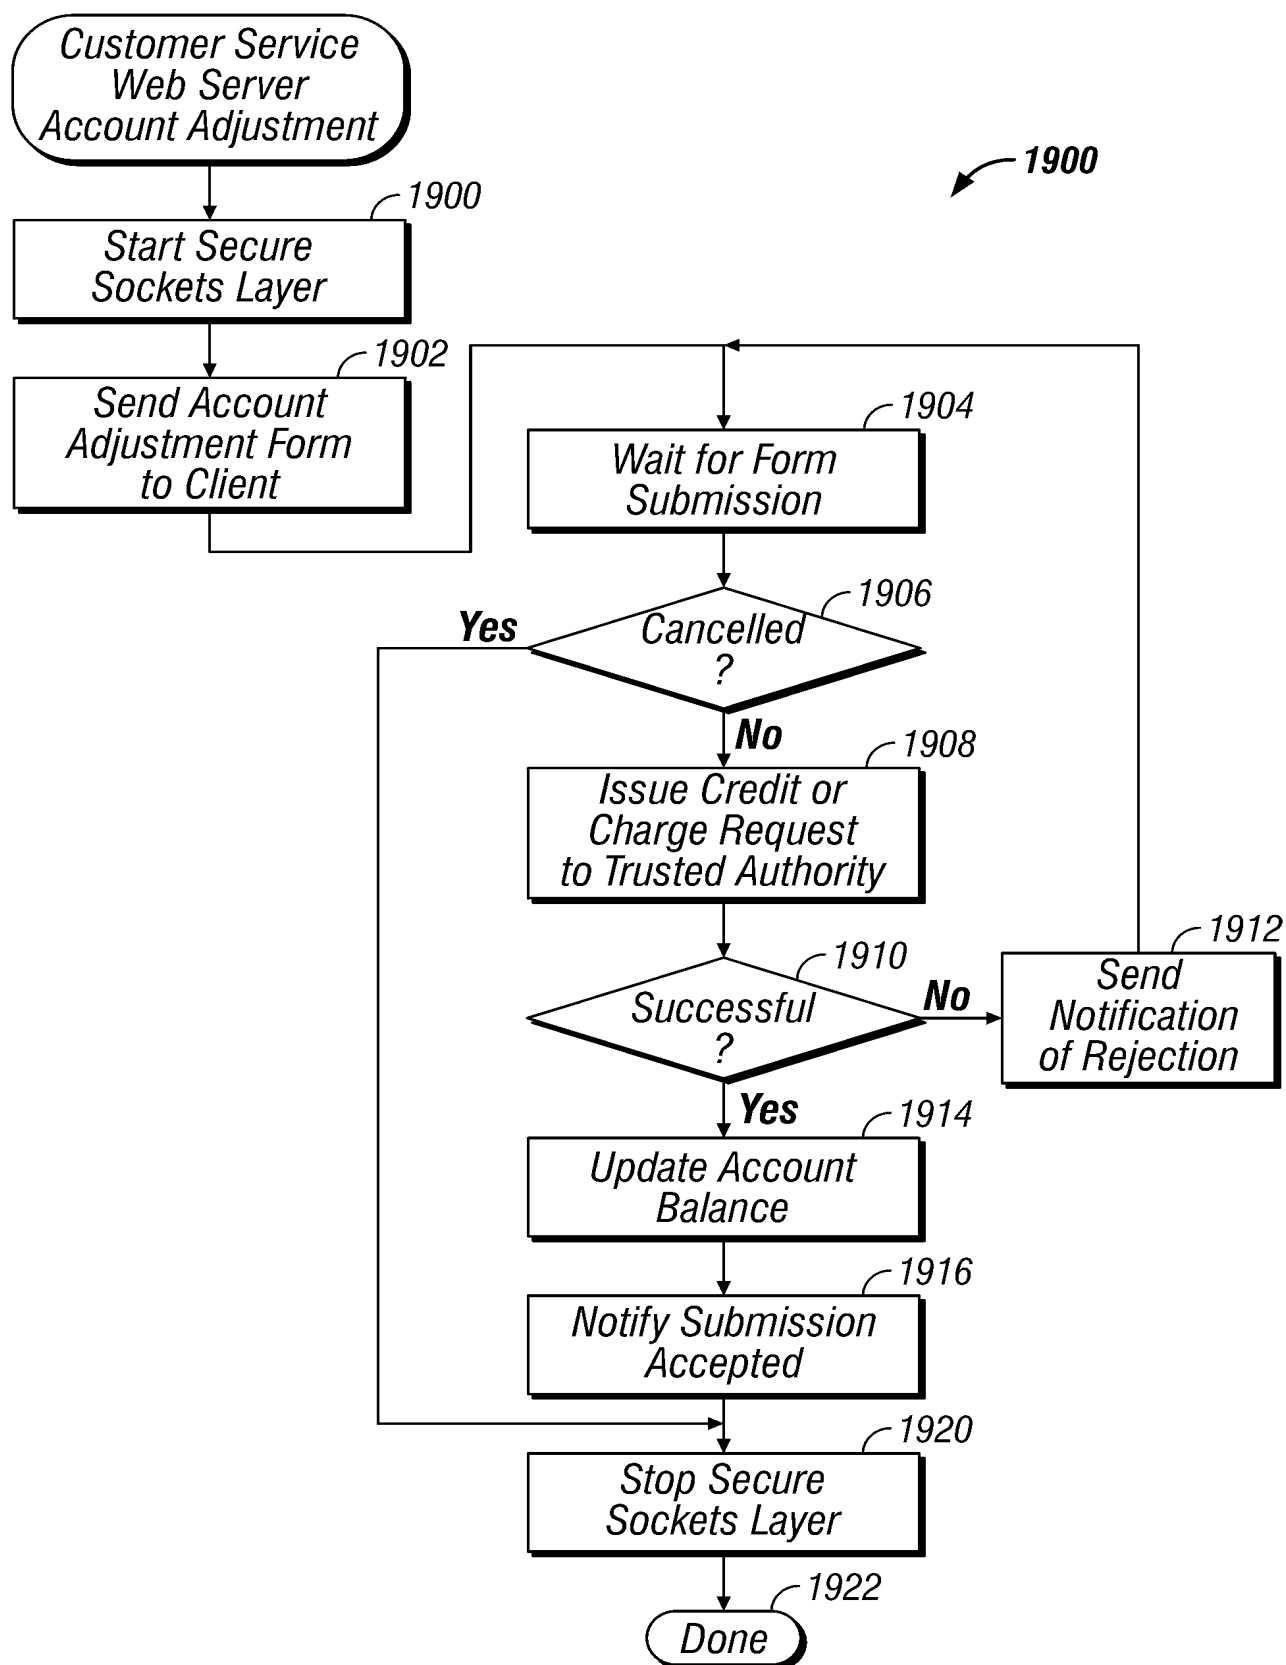 Customer Service
Web Server
Account Adjustment
1900
1900
Start Secure
Sockets Layer
1902
Send Account
Adjustment Form
to Client
1904
Wait for Form
Submission
1906
Cancelled
?
Yes
No
1908
Issue Credit or
Charge Request
to Trusted Authority
1910
Successful
?
No
1912
Send
Notification
of Rejection
Yes
1914
Update Account
Balance
1916
Notify Submission
Accepted
1920
Stop Secure
Sockets Layer
1922
Done